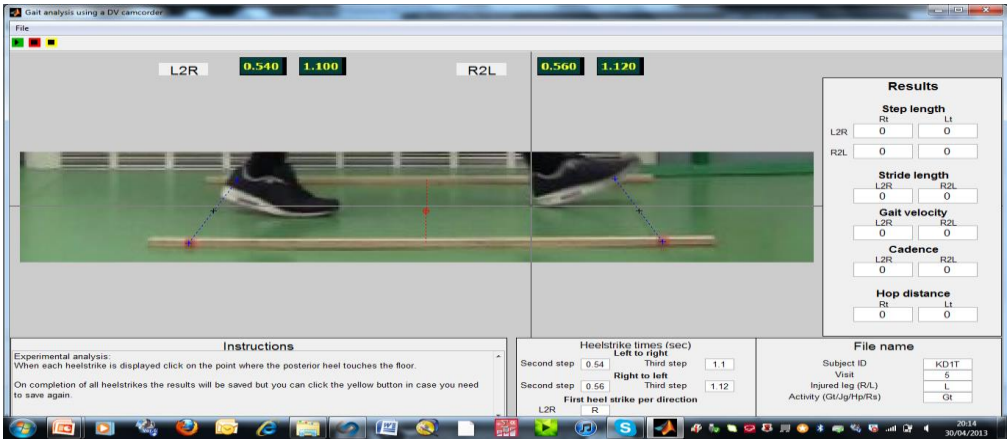 Gait analysis using a DV camcorder
File
L2R 0.540 1.100 R2L 0.560 1.120
Results
Step length
Rt Lt
L2R 0 0
R2L 0 0
Stride length
L2R R2L
0 0
Gait velocity
L2R R2L
0 0
Cadence
L2R R2L
0 0
Hop distance
Rt Lt
0 0
Instructions
Experimental analysis:
When each heelstrike is displayed click on the point where the posterior heel touches the floor.
On completion of all heelstrikes the results will be saved but you can click the yellow button in case you need
to save again.
Heelstrike times (sec)
Left to right
Second step 0.54 Third step 1.1
Right to left
Second step 0.56 Third step 1.12
First heel strike per direction
L2R R
File name
Subject ID KD1T
Visit 5
Injured leg (R/L) L
Activity (Gt/Jg/Hp/Rs) Gt
20:14
30/04/2013